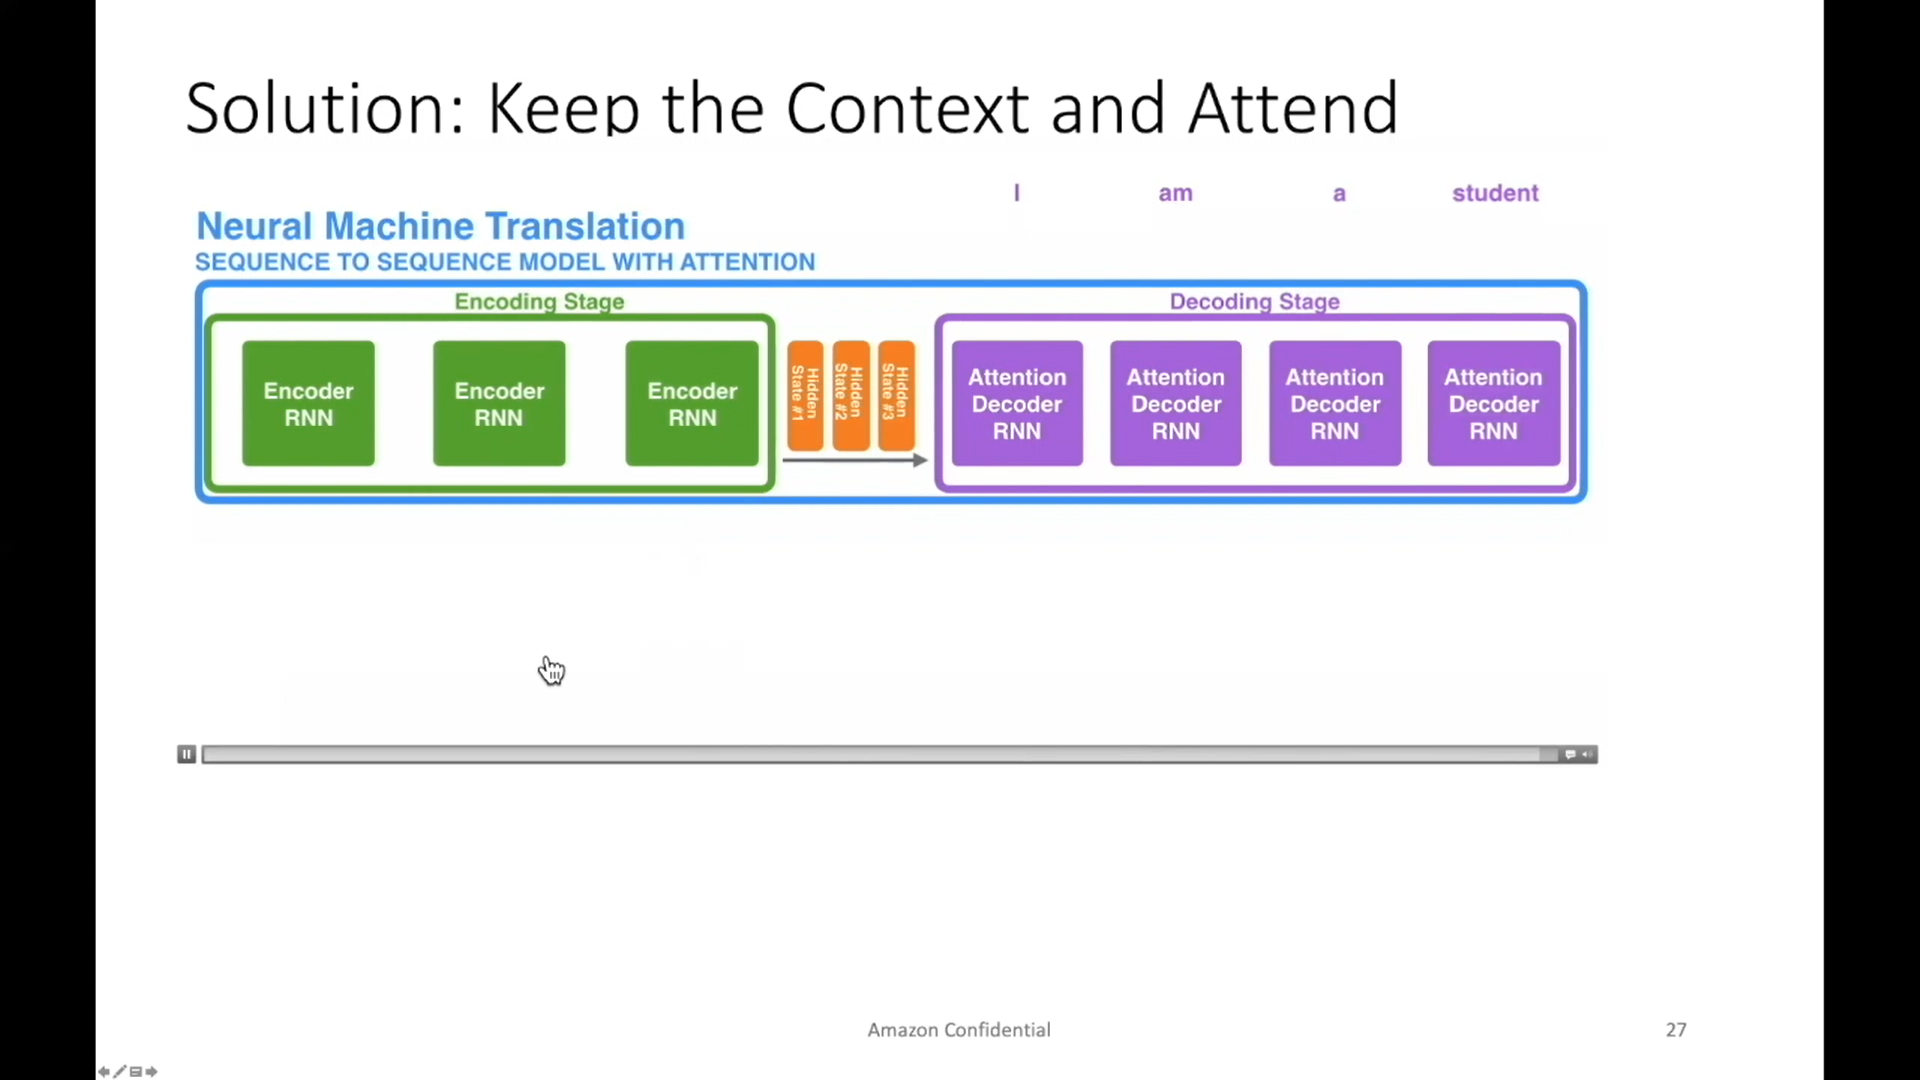 Solution: Keep the Context and Attend
I am a student
Neural Machine Translation
SEQUENCE TO SEQUENCE MODEL WITH ATTENTION
Encoding Stage
Decoding Stage
Encoder
RNN
Encoder
RNN
Encoder
RNN
Hidden
State #1
Hidden
State #2
Hidden
State #3
Attention
Decoder
RNN
Attention
Decoder
RNN
Attention
Decoder
RNN
Attention
Decoder
RNN
Amazon Confidential
27